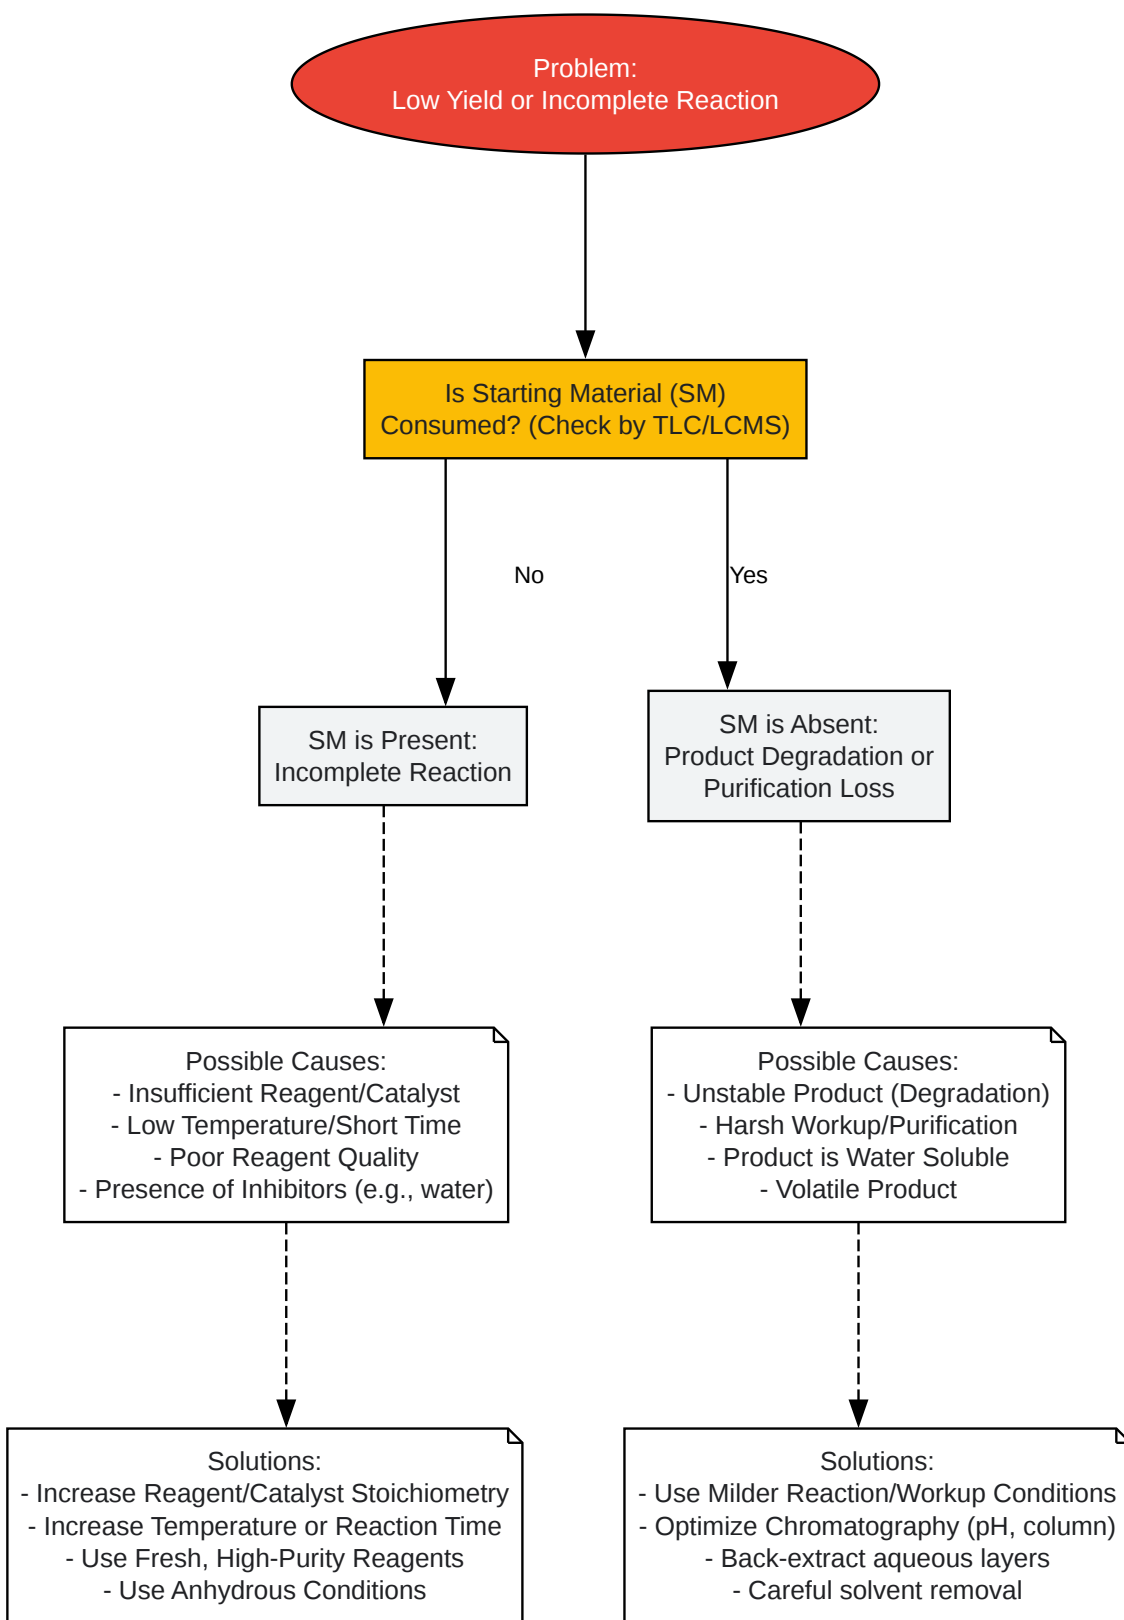 Problem:
Low Yield or Incomplete Reaction
Is Starting Material (SM)
Consumed? (Check by TLC/LCMS)
No
Yes
SM is Present:
Incomplete Reaction
SM is Absent:
Product Degradation or
Purification Loss
Possible Causes:
- Insufficient Reagent/Catalyst
- Low Temperature/Short Time
- Poor Reagent Quality
- Presence of Inhibitors (e.g., water)
Possible Causes:
- Unstable Product (Degradation)
- Harsh Workup/Purification
- Product is Water Soluble
- Volatile Product
Solutions:
- Increase Reagent/Catalyst Stoichiometry
- Increase Temperature or Reaction Time
- Use Fresh, High-Purity Reagents
- Use Anhydrous Conditions
Solutions:
- Use Milder Reaction/Workup Conditions
- Optimize Chromatography (pH, column)
- Back-extract aqueous layers
- Careful solvent removal